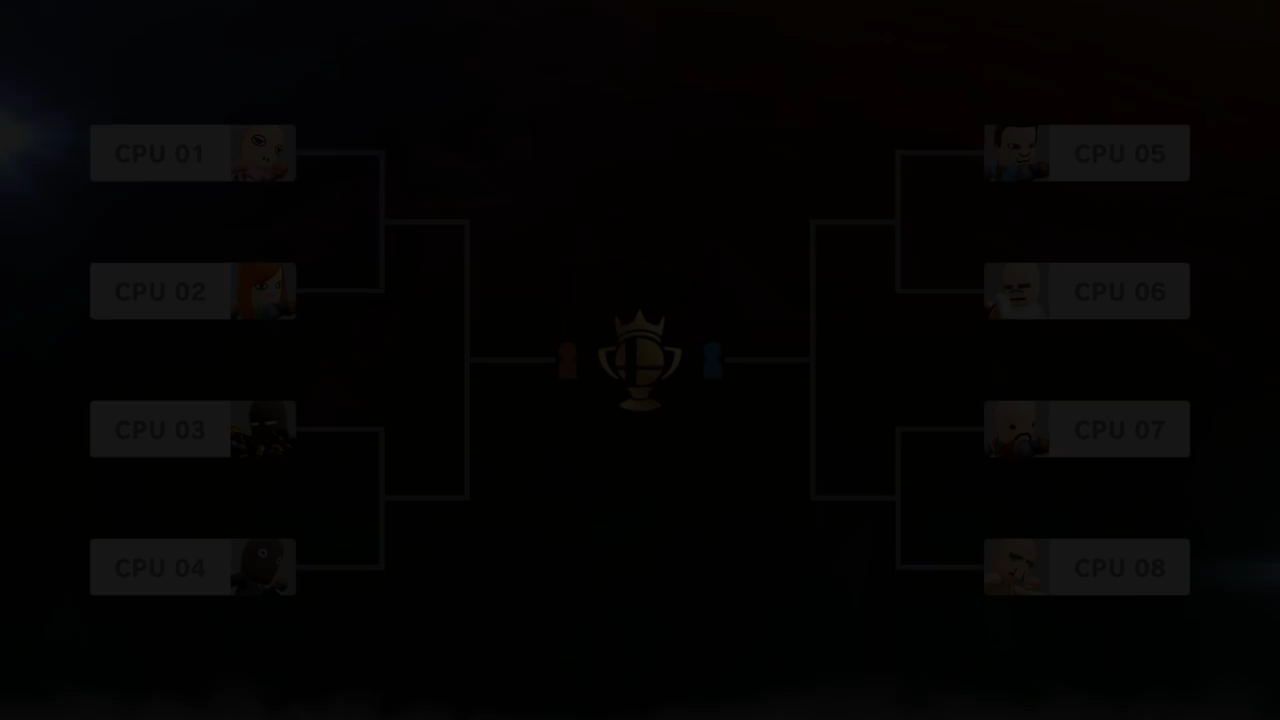 CPU 01
CPU 02
CPU 03
CPU 04
CPU 05
CPU 06
CPU 07
CPU 08